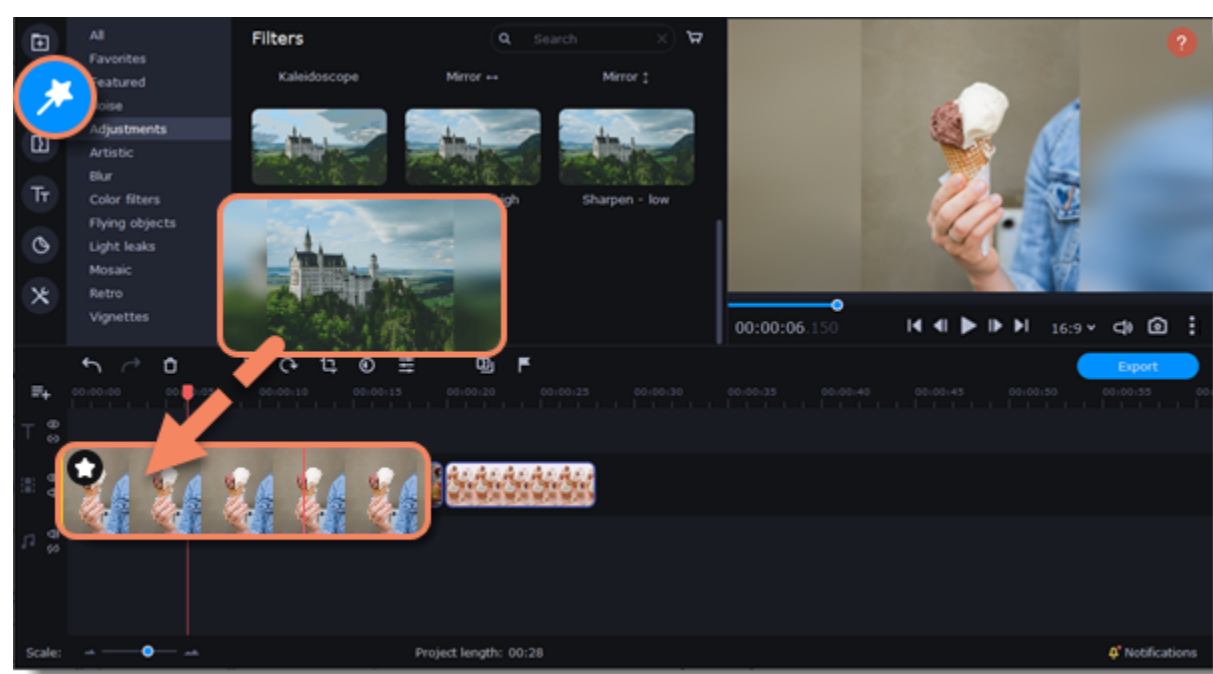 All
Favorites
Featured
Noise
Adjustments
Artistic
Blur
Color filters
Flying objects
Light leaks
Mosaic
Retro
Vignettes
Filters
Search
Kaleidoscope
Mirror ↔
Mirror ↕
gh
Sharpen - low
?
00:00:06.150
16:9
Export
00:00:00
00:00:10
00:00:15
00:00:20
00:00:25
00:00:30
00:00:35
00:00:40
00:00:45
00:00:50
00:00:55
00
Scale:
Project length: 00:28
Notifications